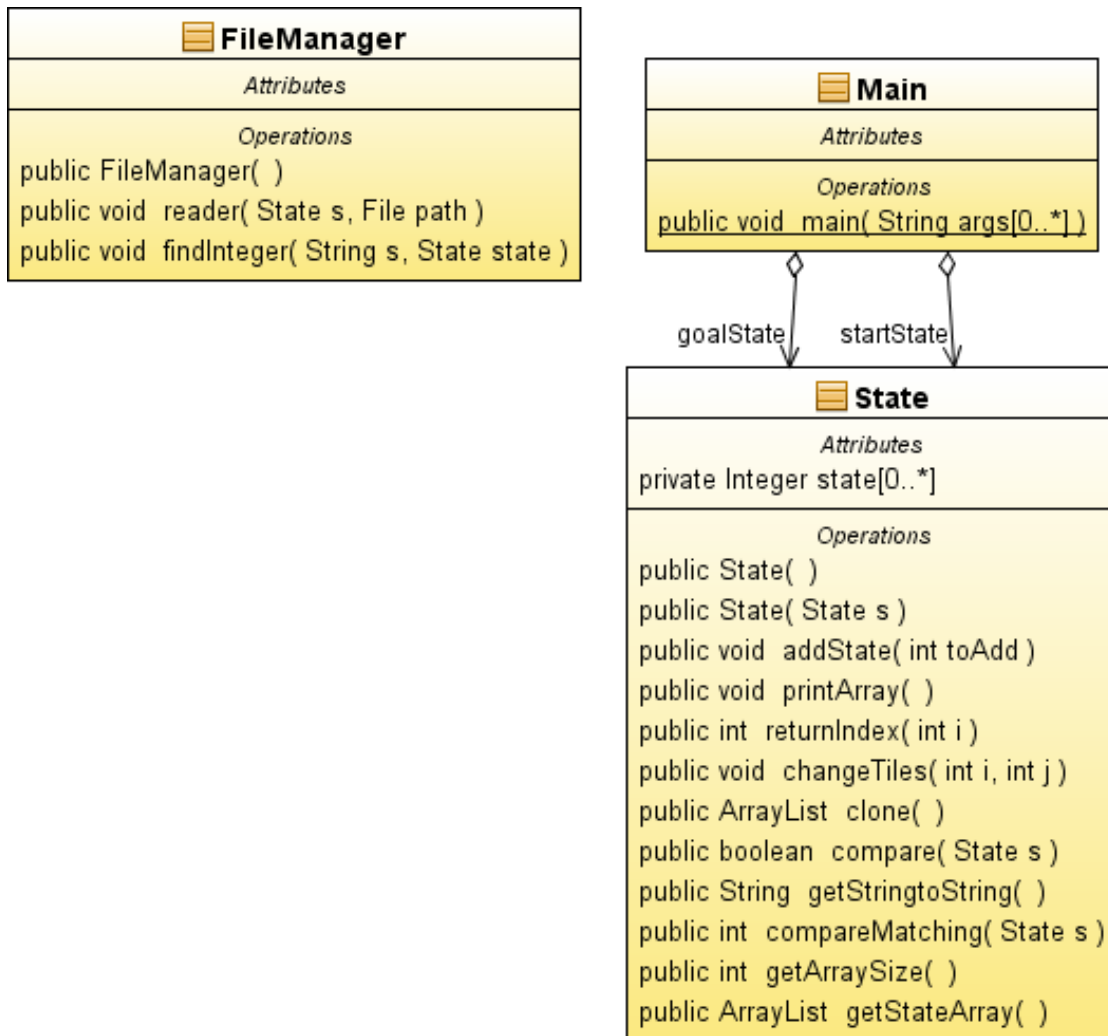 FileManager
Attributes
Operations
public FileManager( )
public void reader( State s, File path )
public void findInteger( String s, State state )
Main
Attributes
Operations
public void main( String args[0..*] )
goalState
startState
State
Attributes
private Integer state[0..*]
Operations
public State( )
public State( State s )
public void addState( int toAdd )
public void printArray( )
public int returnIndex( int i )
public void changeTiles( int i, int j )
public ArrayList clone( )
public boolean compare( State s )
public String getStringtoString( )
public int compareMatching( State s )
public int getArraySize( )
public ArrayList getStateArray( )